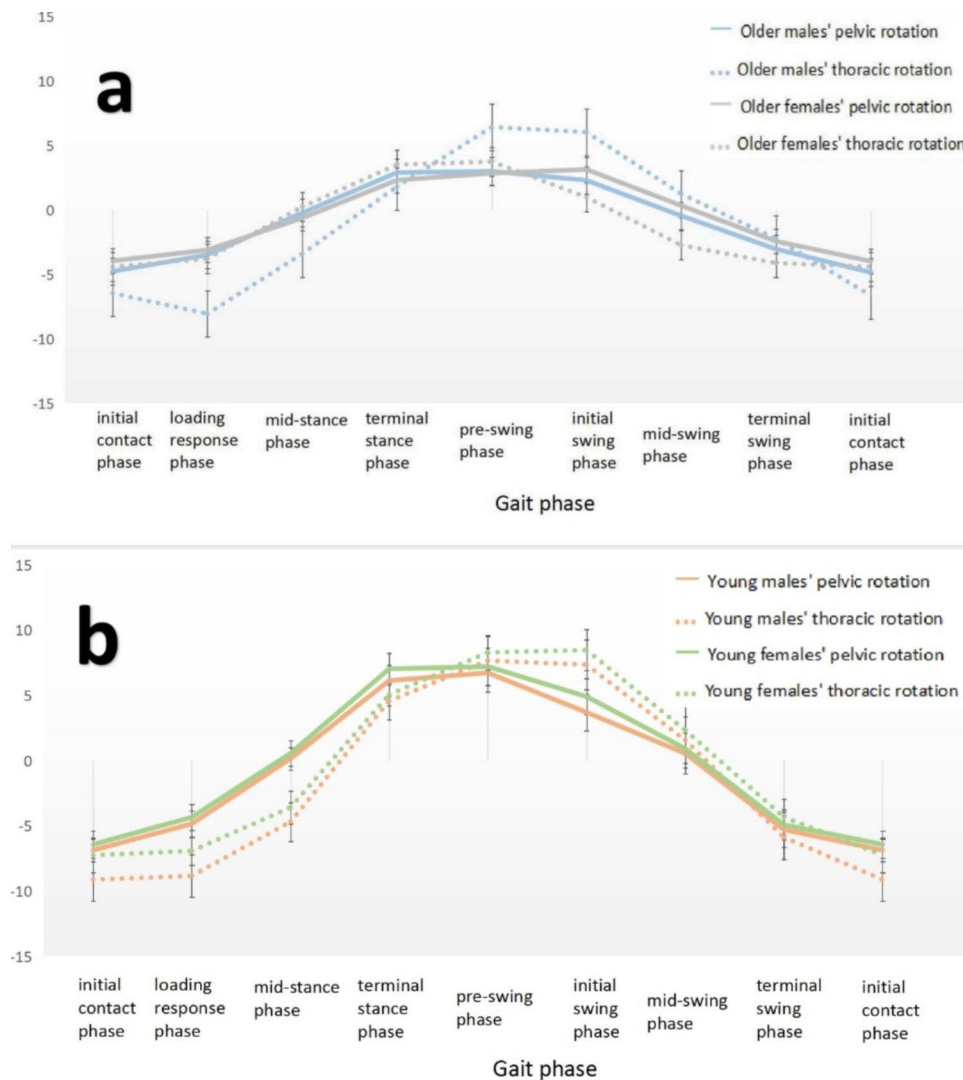 15
a
Older males' pelvic rotation
10
Older males' thoracic rotation
Older females' pelvic rotation
5
Older females' thoracic rotation
0
-5
-10
-15
initial
contact
phase
loading
response
phase
mid-stance
phase
terminal
stance
phase
pre-swing
phase
initial
swing
phase
mid-swing
phase
terminal
swing
phase
initial
contact
phase
Gait phase
15
b
Young males' pelvic rotation
10
Young males' thoracic rotation
Young females' pelvic rotation
5
Young females' thoracic rotation
0
-5
-10
-15
initial
contact
phase
loading
response
phase
mid-stance
phase
terminal
stance
phase
pre-swing
phase
initial
swing
phase
mid-swing
phase
terminal
swing
phase
initial
contact
phase
Gait phase